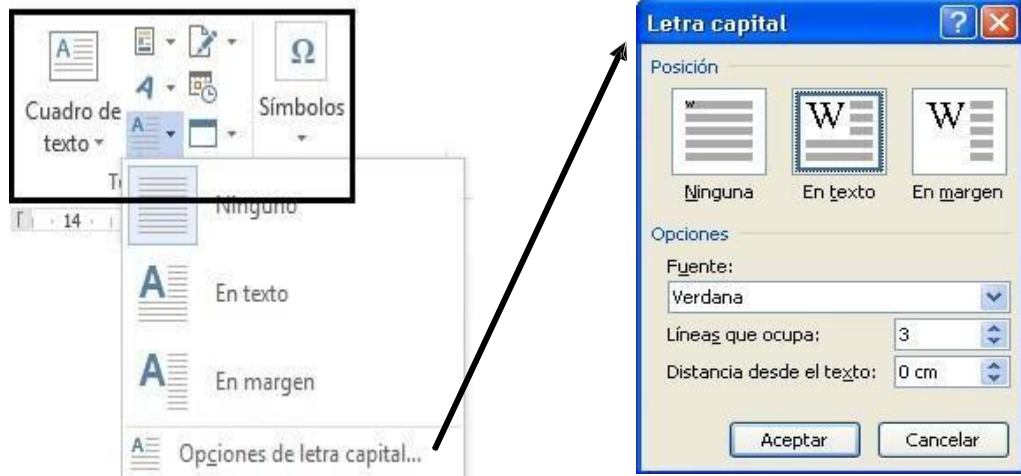 Cuadro de
texto
Símbolos
Ninguno
14
En texto
En margen
Opciones de letra capital...
Letra capital
Posición
W
W
W
Ninguna
En texto
En margen
Opciones
Fuente:
Verdana
Líneas que ocupa:
3
Distancia desde el texto:
0 cm
Aceptar
Cancelar